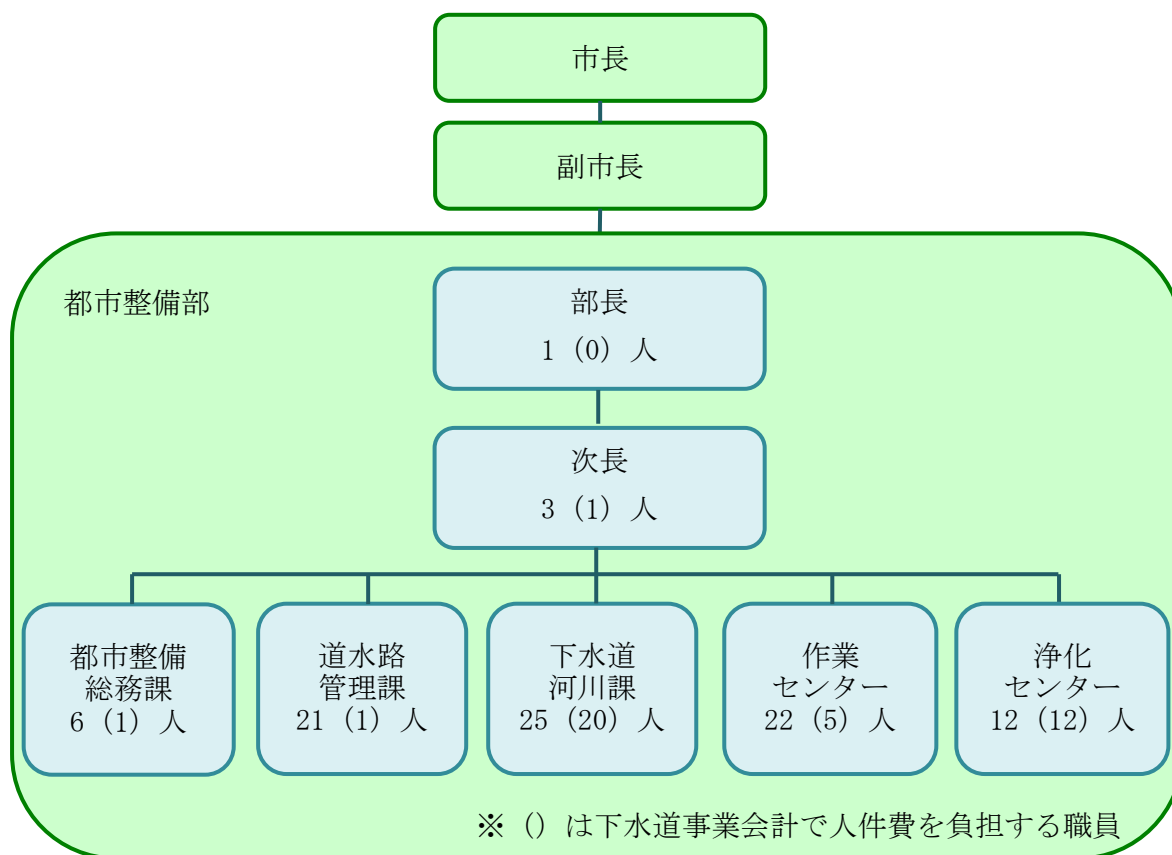 市長
副市長
都市整備部
部長
1（0）人
次長
3（1）人
都市整備
総務課
6（1）人
道水路
管理課
21（1）人
下水道
河川課
25（20）人
作業
センター
22（5）人
浄化
センター
12（12）人
※（）は下水道事業会計で人件費を負担する職員